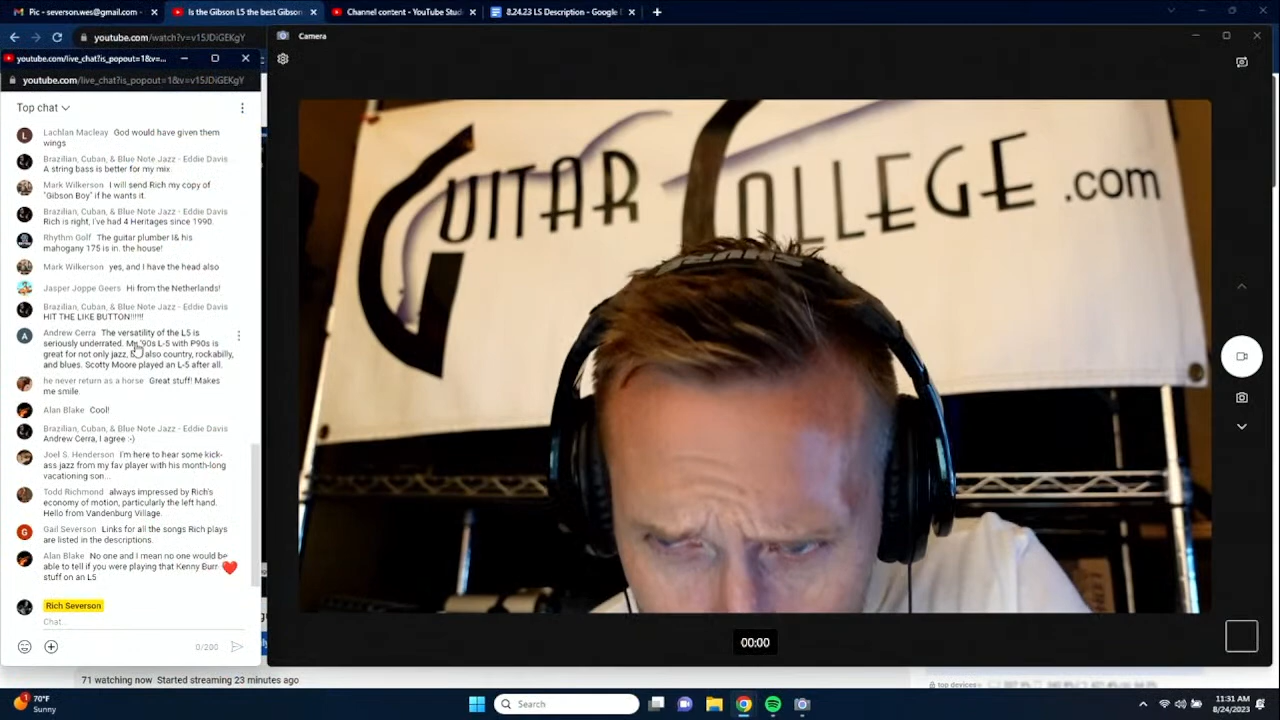 Pic - severson.wes@gmail.com -
Is the Gibson L5 the best Gibson
Channel content - YouTube Stud
8.24.23 L5 Description - Google
youtube.com/watch?v=v15JDiGEKgY
Camera
youtube.com/live_chat?is_popout=1&v=v15JDiGEKgY...
youtube.com/live_chat?is_popout=1&v=v15JDiGEKgY
Top chat
Lachlan Macleay God would have given them
wings
Brazilian, Cuban, & Blue Note Jazz - Eddie Davis
A string bass is better for my mix.
Mark Wilkerson I will send Rich my copy of
"Gibson Boy" if he wants it.
Brazilian, Cuban, & Blue Note Jazz - Eddie Davis
Rich is right, I've had 4 Heritages since 1990.
Rhythm Golf The guitar plumber I& his
mahogany 175 is in. the house!
Mark Wilkerson yes, and I have the head also
Jasper Joppe Geers Hi from the Netherlands!
Brazilian, Cuban, & Blue Note Jazz - Eddie Davis
HIT THE LIKE BUTTON!!!!!!
Andrew Cerra The versatility of the L5 is
seriously underrated. My '90s L-5 with P90s is
great for not only jazz, also country, rockabilly,
and blues. Scotty Moore played an L-5 after all.
he never return as a horse Great stuff! Makes
me smile.
Alan Blake Cool!
Brazilian, Cuban, & Blue Note Jazz - Eddie Davis
Andrew Cerra, I agree :-)
Joel S. Henderson I'm here to hear some kick-
ass jazz from my fav player with his month-long
vacationing son...
Todd Richmond always impressed by Rich's
economy of motion, particularly the left hand.
Hello from Vandenburg Village.
Gail Severson Links for all the songs Rich plays
are listed in the descriptions.
Alan Blake No one and I mean no one would be
able to tell if you were playing that Kenny Burr
stuff on an L5
Rich Severson
Chat...
0/200
GUITAR COLLEGE .com
00:00
71 watching now Started streaming 23 minutes ago
top devices
70°F
Sunny
Search
11:31 AM
8/24/2023